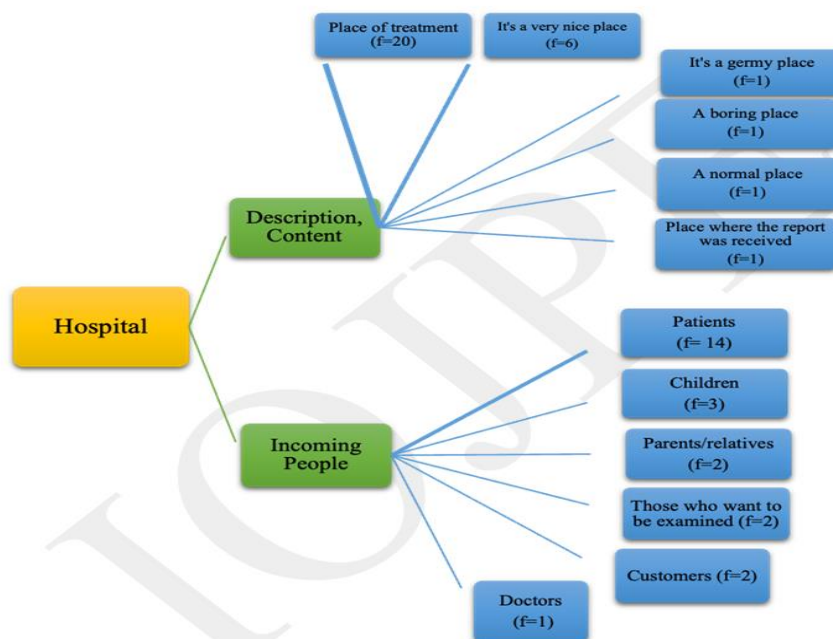 Place of treatment
(f=20)
It's a very nice place
(f=6)
It's a germy place
(f=1)
A boring place
(f=1)
A normal place
(f=1)
Place where the report
was received
(f=1)
Description,
Content
Hospital
Patients
(f= 14)
Children
(f=3)
Parents/relatives
(f=2)
Incoming
People
Those who want to
be examined (f=2)
Customers (f=2)
Doctors
(f=1)